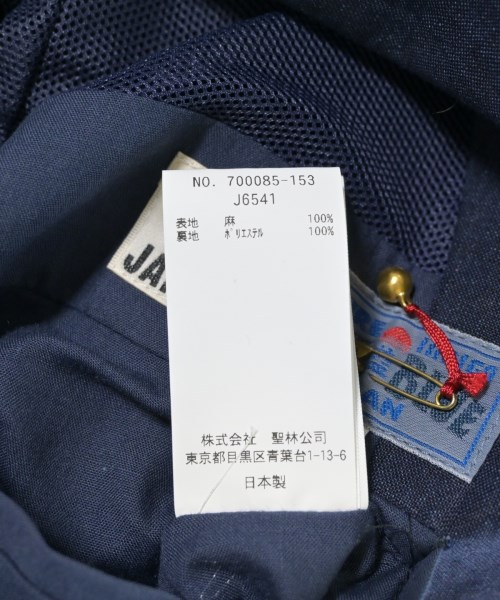 NO. 700085-153
J6541
表地 麻 100%
裏地 ﾎﾟﾘｴｽﾃﾙ 100%
株式会社 聖林公司
東京都目黒区青葉台1-13-6
日本製